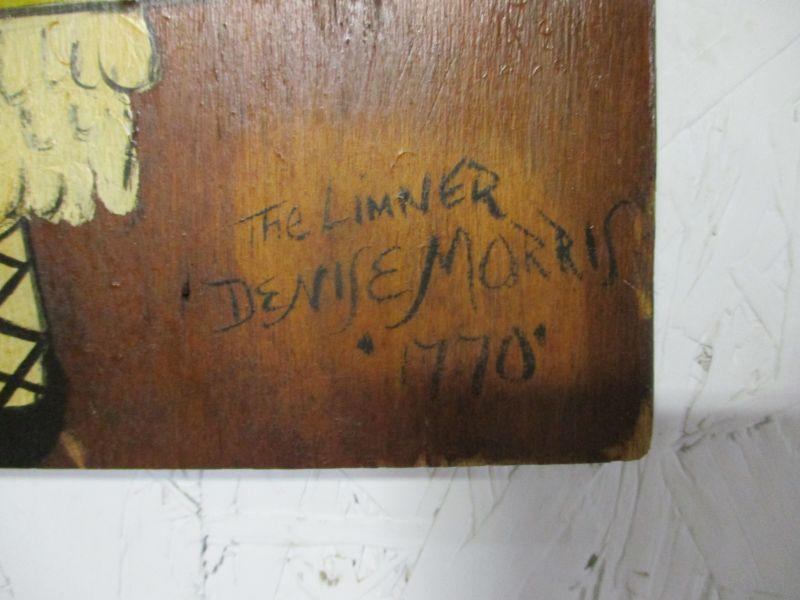 The LIMNER
DENISE MORRIS
'1770'